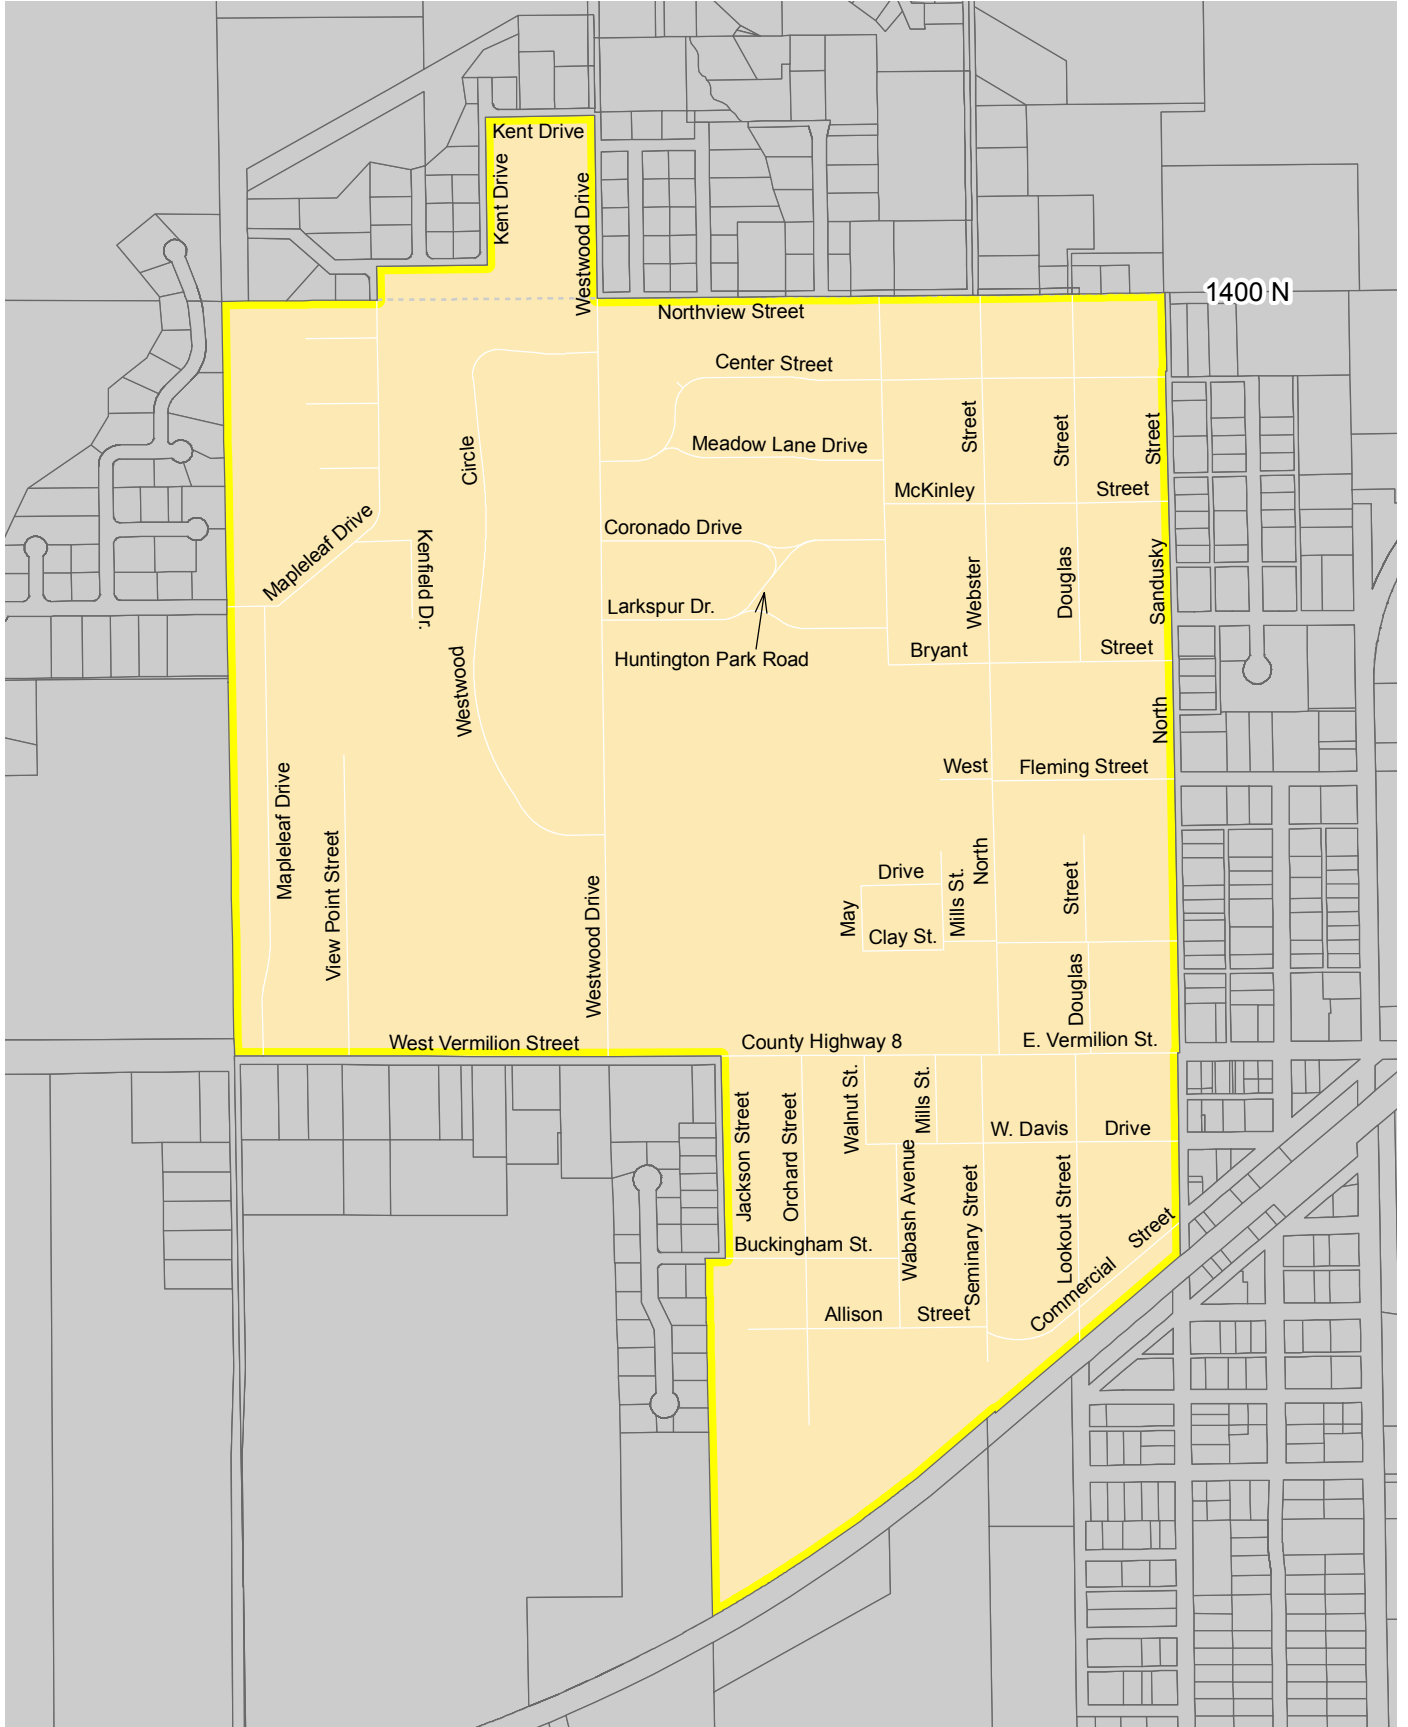 Kent Drive
Kent Drive
Westwood Drive
1400 N
Northview Street
Center Street
Circle
Meadow Lane Drive
Street
Street
Street
McKinley
Street
Mapleleaf Drive
Kenfield Dr.
Coronado Drive
Webster
Douglas
Sandusky
Larkspur Dr.
Huntington Park Road
Bryant
Street
Westwood
North
West
Fleming Street
Mapleleaf Drive
View Point Street
Westwood Drive
Drive
May
Mills St.
North
Street
Clay St.
Douglas
West Vermilion Street
County Highway 8
E. Vermilion St.
Jackson Street
Orchard Street
Walnut St.
Mills St.
W. Davis
Drive
Wabash Avenue
Seminary Street
Lookout Street
Buckingham St.
Commercial
Street
Allison
Street